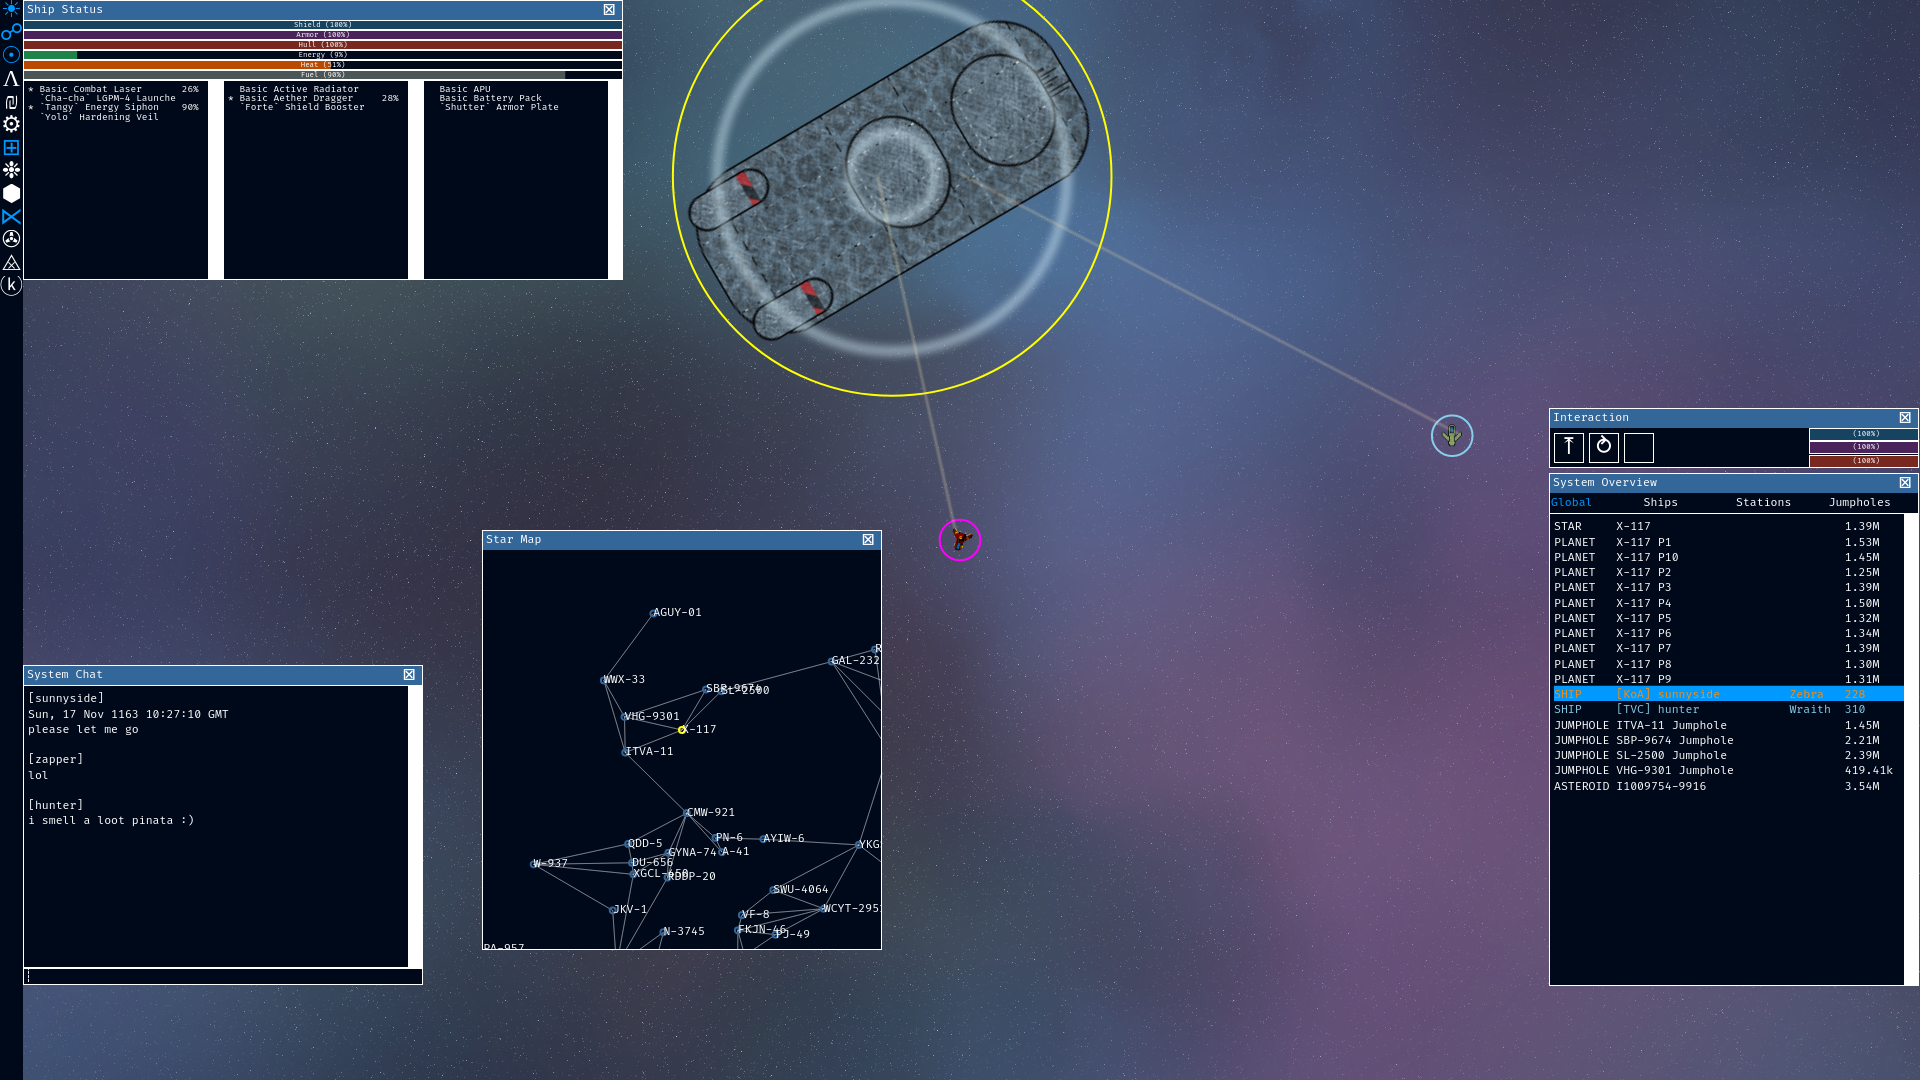 Ship Status
Shield (100%)
Armor (100%)
Hull (100%)
Energy (9%)
Heat (51%)
Fuel (90%)
* Basic Combat Laser 26%
`Cha-cha` LGPM-4 Launche
* `Tangy` Energy Siphon 90%
`Yolo` Hardening Veil
Basic Active Radiator
* Basic Aether Dragger 28%
`Forte` Shield Booster
Basic APU
Basic Battery Pack
`Shutter` Armor Plate
Interaction
(100%)
(100%)
(100%)
System Overview
Global Ships Stations Jumpholes
STAR X-117 1.39M
PLANET X-117 P1 1.53M
PLANET X-117 P10 1.45M
PLANET X-117 P2 1.25M
PLANET X-117 P3 1.39M
PLANET X-117 P4 1.50M
PLANET X-117 P5 1.32M
PLANET X-117 P6 1.34M
PLANET X-117 P7 1.39M
PLANET X-117 P8 1.30M
PLANET X-117 P9 1.31M
SHIP [KoA] sunnyside Zebra 228
SHIP [TVC] hunter Wraith 310
JUMPHOLE ITVA-11 Jumphole 1.45M
JUMPHOLE SBP-9674 Jumphole 2.21M
JUMPHOLE SL-2500 Jumphole 2.39M
JUMPHOLE VHG-9301 Jumphole 419.41k
ASTEROID I1009754-9916 3.54M
Star Map
AGUY-01
R
GAL-232
WWX-33
SBP-9674
SL-2500
VHG-9301
X-117
ITVA-11
CMW-921
PN-6
AYIW-6
QDD-5
YKG
GYNA-74
A-41
W-937
DU-656
RDDP-20
SWU-4064
JKV-1
WCYT-295
VF-8
N-3745
System Chat
[sunnyside]
Sun, 17 Nov 1163 10:27:10 GMT
please let me go
[zapper]
lol
[hunter]
i smell a loot pinata :)